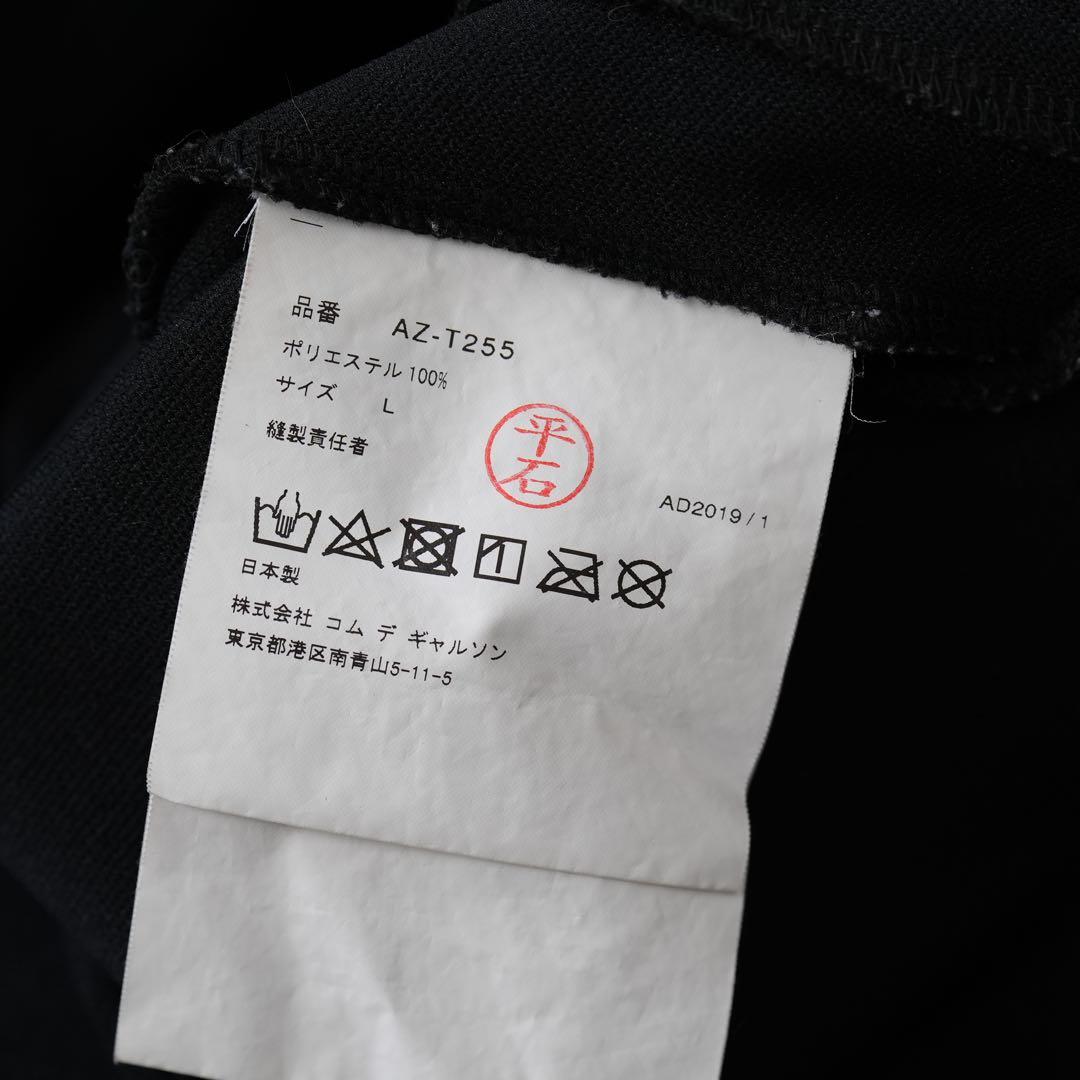 品番 AZ-T255
ポリエステル 100%
サイズ L
縫製責任者
平石
AD2019/1
日本製
株式会社 コム デ ギャルソン
東京都港区南青山5-11-5